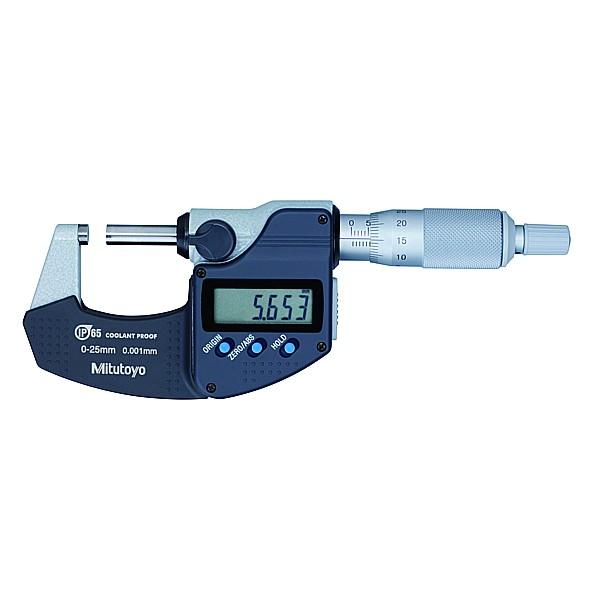 0 5
25
20
15
10
5.653
ORIGIN
ZERO/ABS
HOLD
IP65 COOLANT PROOF
0-25mm 0.001mm
Mitutoyo